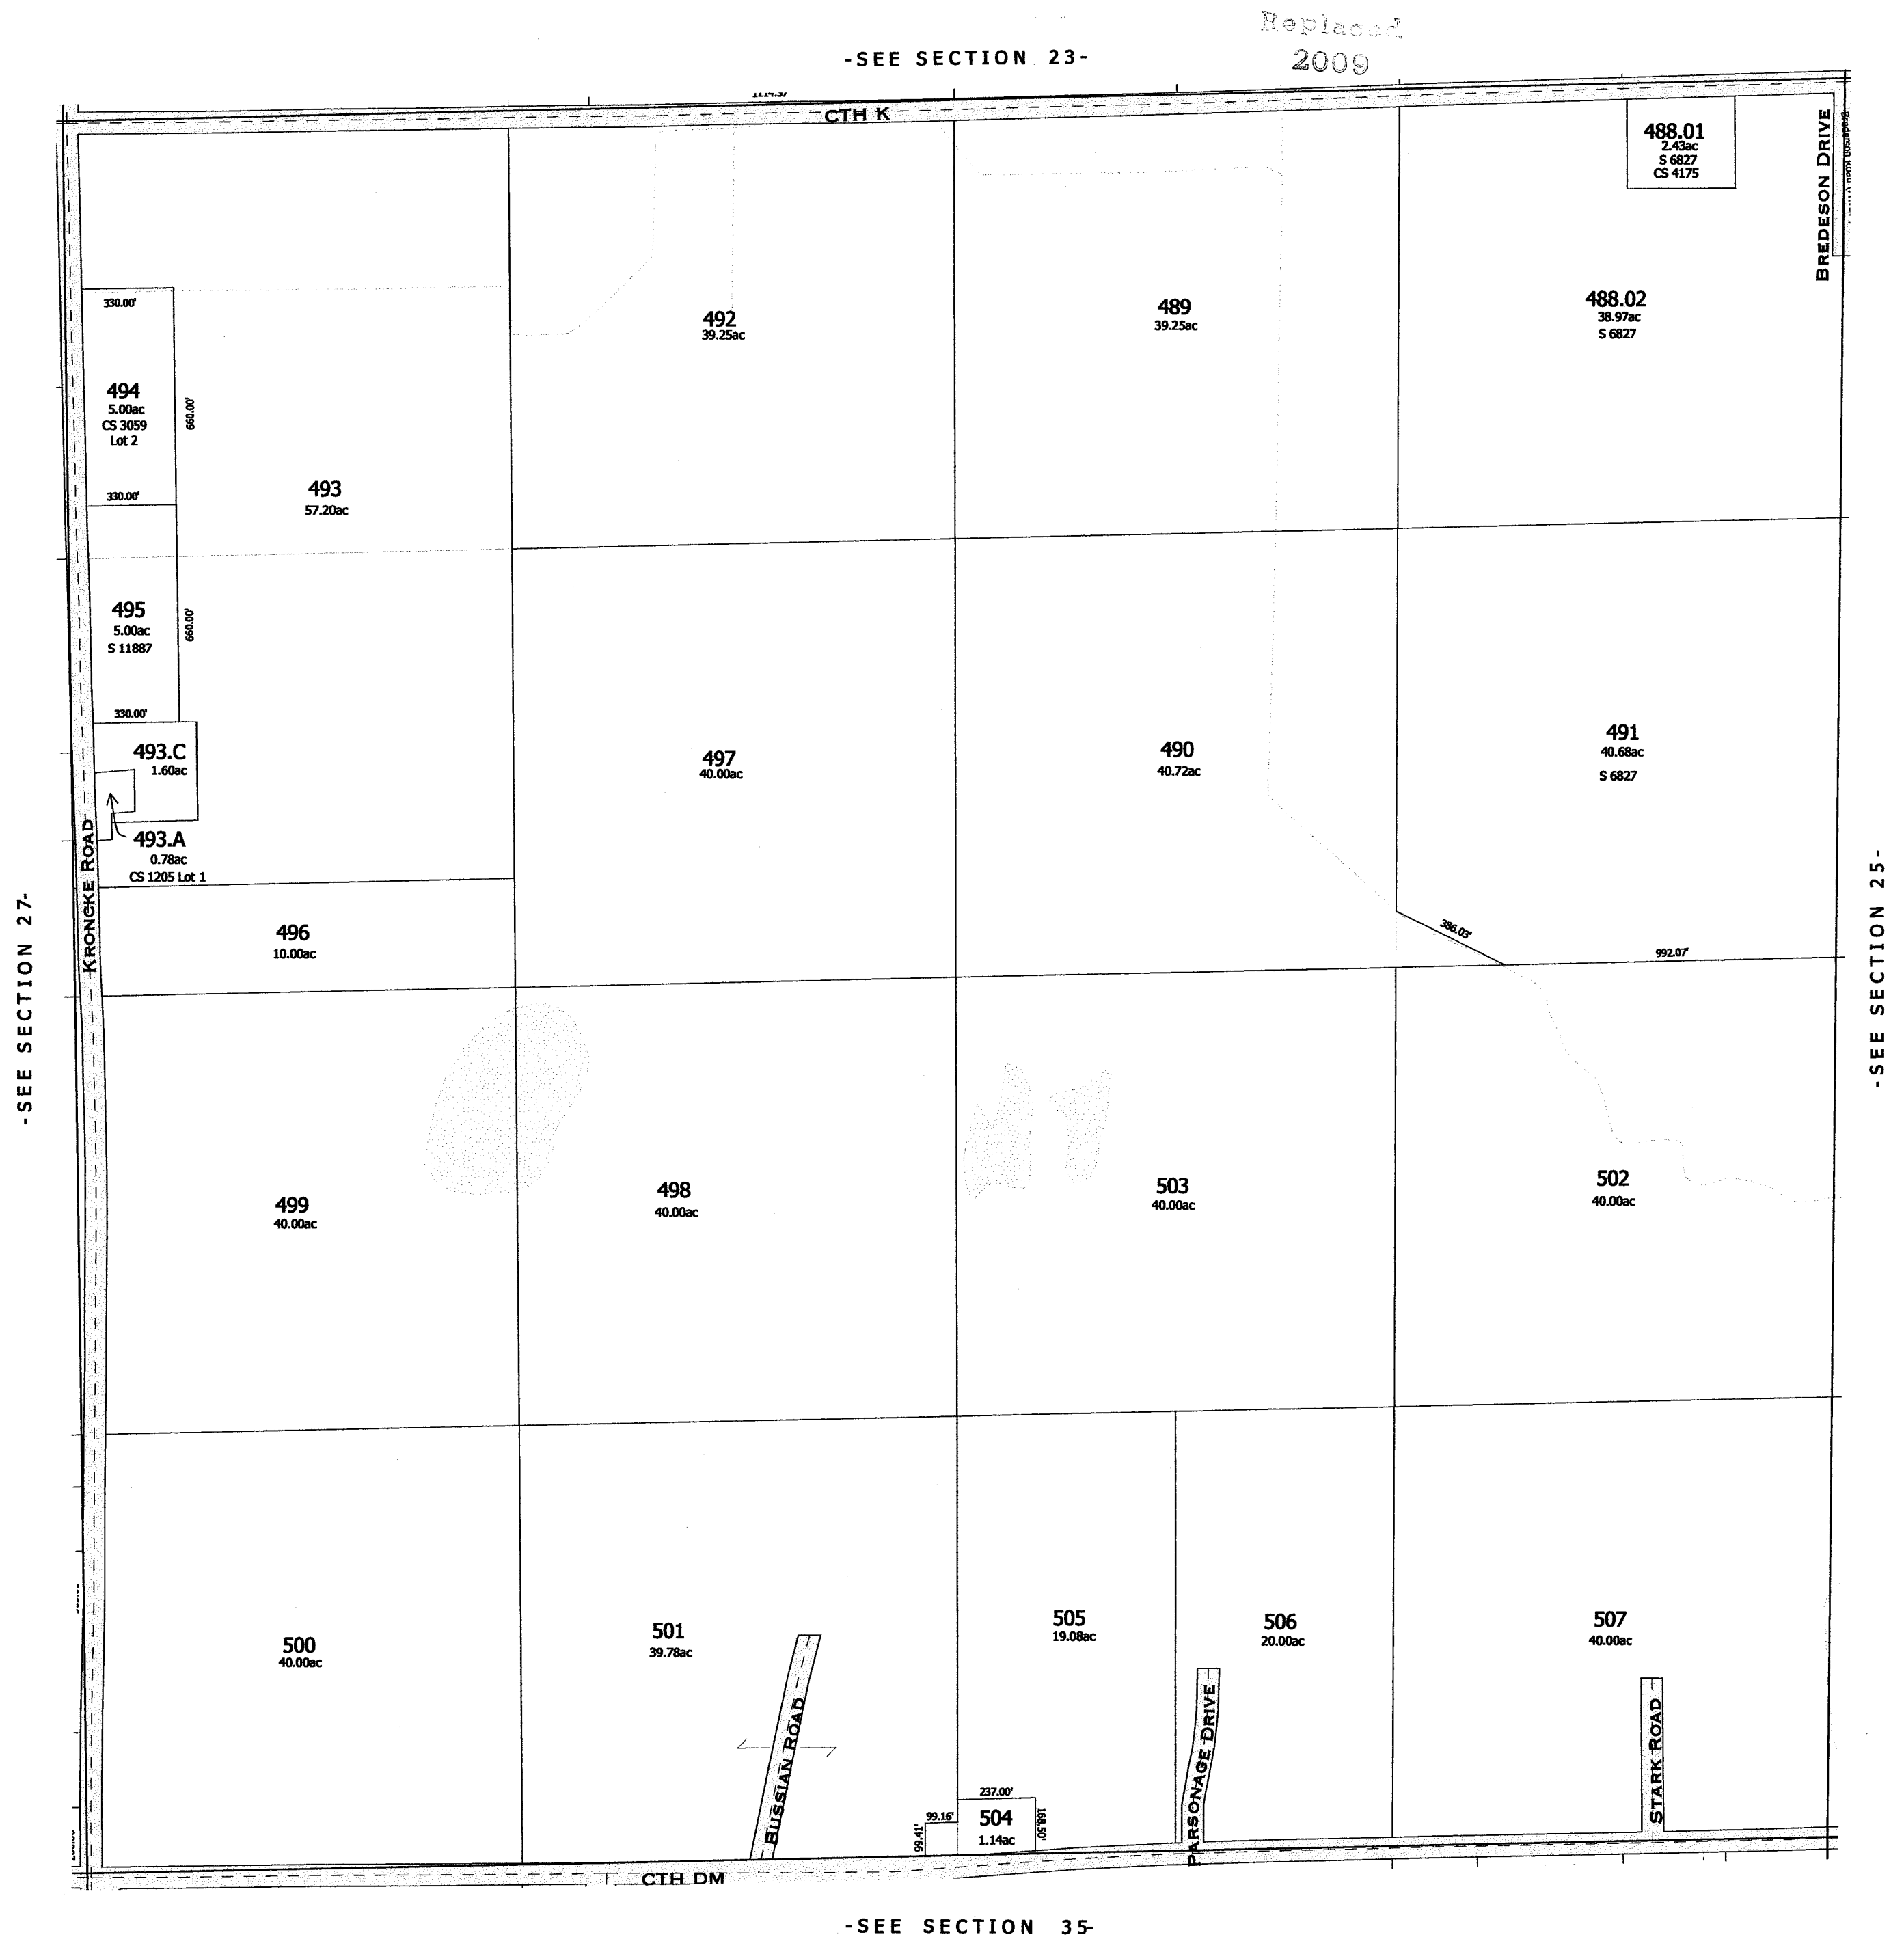 Replaced
2009
-SEE SECTION 23-
CTH K
BREDESON DRIVE
488.01
2.43ac
S 6827
CS 4175
488.02
38.97ac
S 6827
489
39.25ac
492
39.25ac
330.00'
494
5.00ac
CS 3059
Lot 2
660.00'
330.00'
493
57.20ac
495
5.00ac
S 11887
660.00'
330.00'
493.C
1.60ac
493.A
0.78ac
CS 1205 Lot 1
KRONCKE ROAD
497
40.00ac
490
40.72ac
491
40.68ac
S 6827
386.03'
992.07'
496
10.00ac
-SEE SECTION 27-
-SEE SECTION 25-
499
40.00ac
498
40.00ac
503
40.00ac
502
40.00ac
500
40.00ac
501
39.78ac
505
19.08ac
506
20.00ac
507
40.00ac
BUSSIAN ROAD
PARSONAGE DRIVE
STARK ROAD
237.00'
99.16'
99.41'
504
1.14ac
168.50'
CTH DM
-SEE SECTION 35-